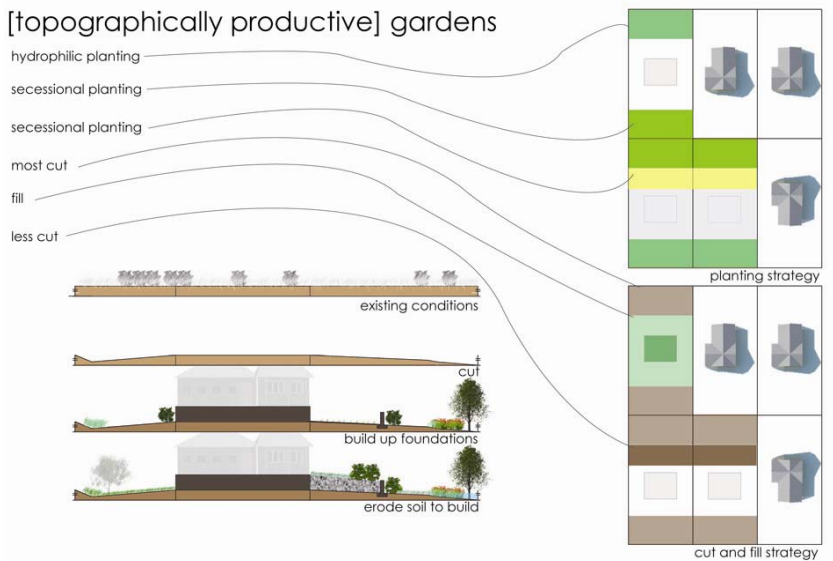 [topographically productive] gardens
hydrophilic planting
secessional planting
secessional planting
most cut
fill
less cut
existing conditions
cut
build up foundations
erode soil to build
planting strategy
cut and fill strategy